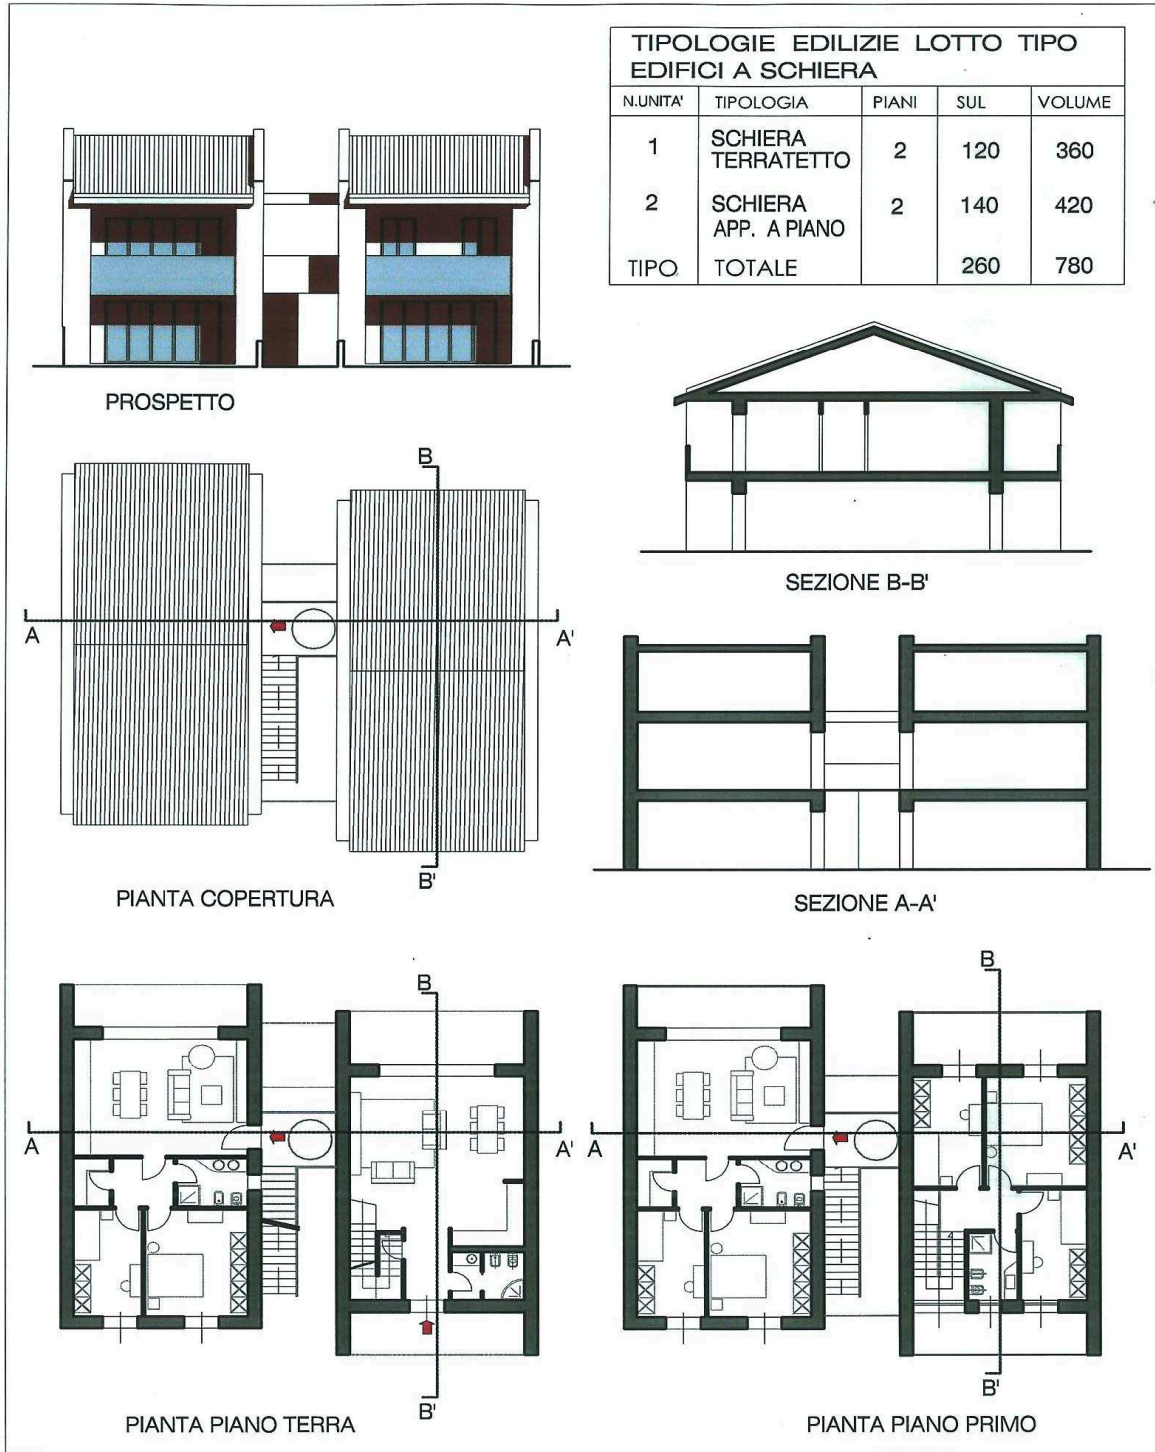 TIPOLOGIE EDILIZIE LOTTO TIPO
EDIFICI A SCHIERA
N.UNITA' TIPOLOGIA PIANI SUL VOLUME
1 SCHIERA TERRATETTO 2 120 360
2 SCHIERA APP. A PIANO 2 140 420
TIPO TOTALE 260 780
PROSPETTO
B
A A'
B'
PIANTA COPERTURA
SEZIONE B-B'
SEZIONE A-A'
B
A A'
B'
PIANTA PIANO TERRA
B
A A'
B'
PIANTA PIANO PRIMO